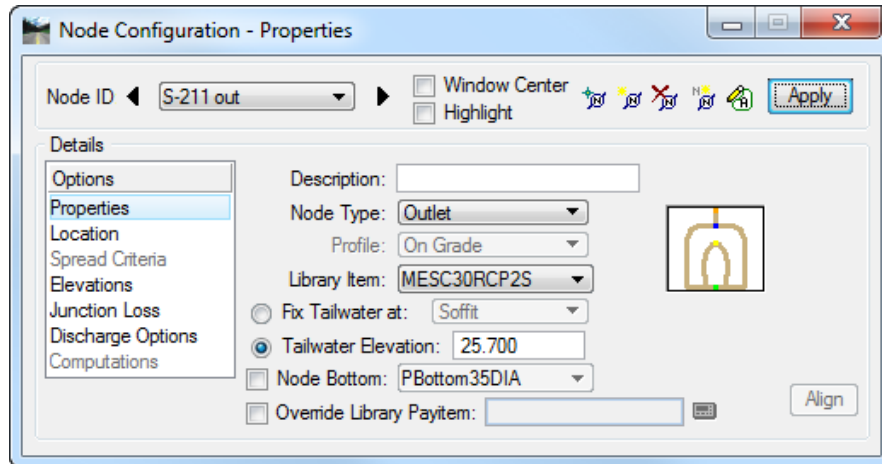 Node Configuration - Properties
Node ID S-211 out Window Center Apply
Highlight
Details
Options
Properties
Location
Spread Criteria
Elevations
Junction Loss
Discharge Options
Computations
Description:
Node Type: Outlet
Profile: On Grade
Library Item: MESC30RCP2S
Fix Tailwater at: Soffit
Tailwater Elevation: 25.700
Node Bottom: PBottom35DIA
Override Library Payitem:
Align